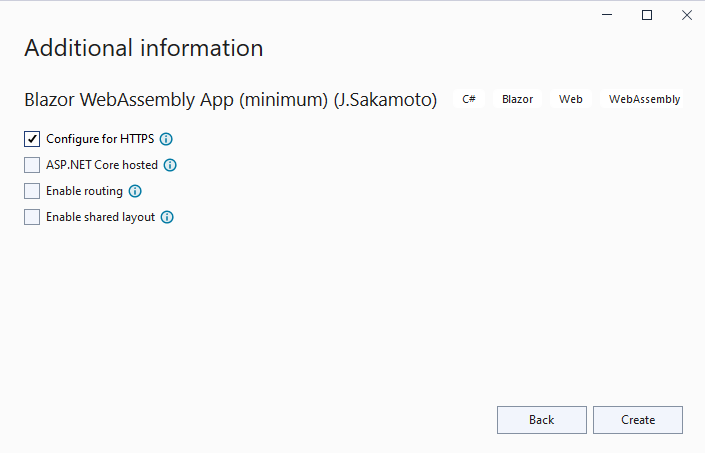 Additional information
Blazor WebAssembly App (minimum) (J.Sakamoto) C# Blazor Web WebAssembly
Configure for HTTPS
ASP.NET Core hosted
Enable routing
Enable shared layout
Back Create